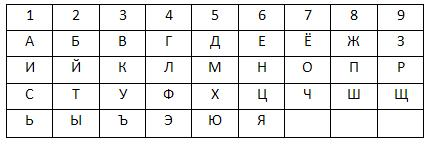 1 2 3 4 5 6 7 8 9
А Б В Г Д Е Ё Ж З
И Й К Л М Н О П Р
С Т У Ф Х Ц Ч Ш Щ
Ь Ы Ъ Э Ю Я